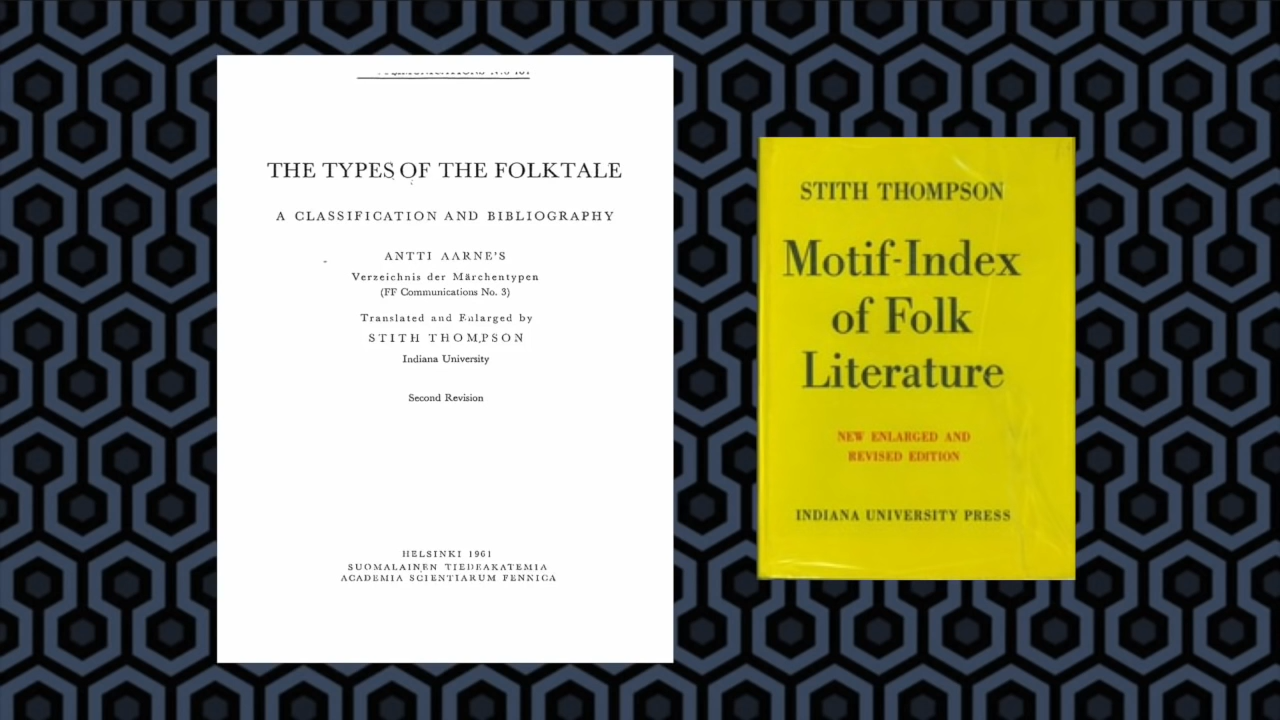 THE TYPES OF THE FOLKTALE
A CLASSIFICATION AND BIBLIOGRAPHY
ANTTI AARNE'S
Verzeichnis der Märchentypen
(FF Communications No. 3)
Translated and Enlarged by
STITH THOMPSON
Indiana University
Second Revision
HELSINKI 1961
SUOMALAINEN TIEDEAKATEMIA
ACADEMIA SCIENTIARUM FENNICA
STITH THOMPSON
Motif-Index
of Folk
Literature
NEW ENLARGED AND
REVISED EDITION
INDIANA UNIVERSITY PRESS